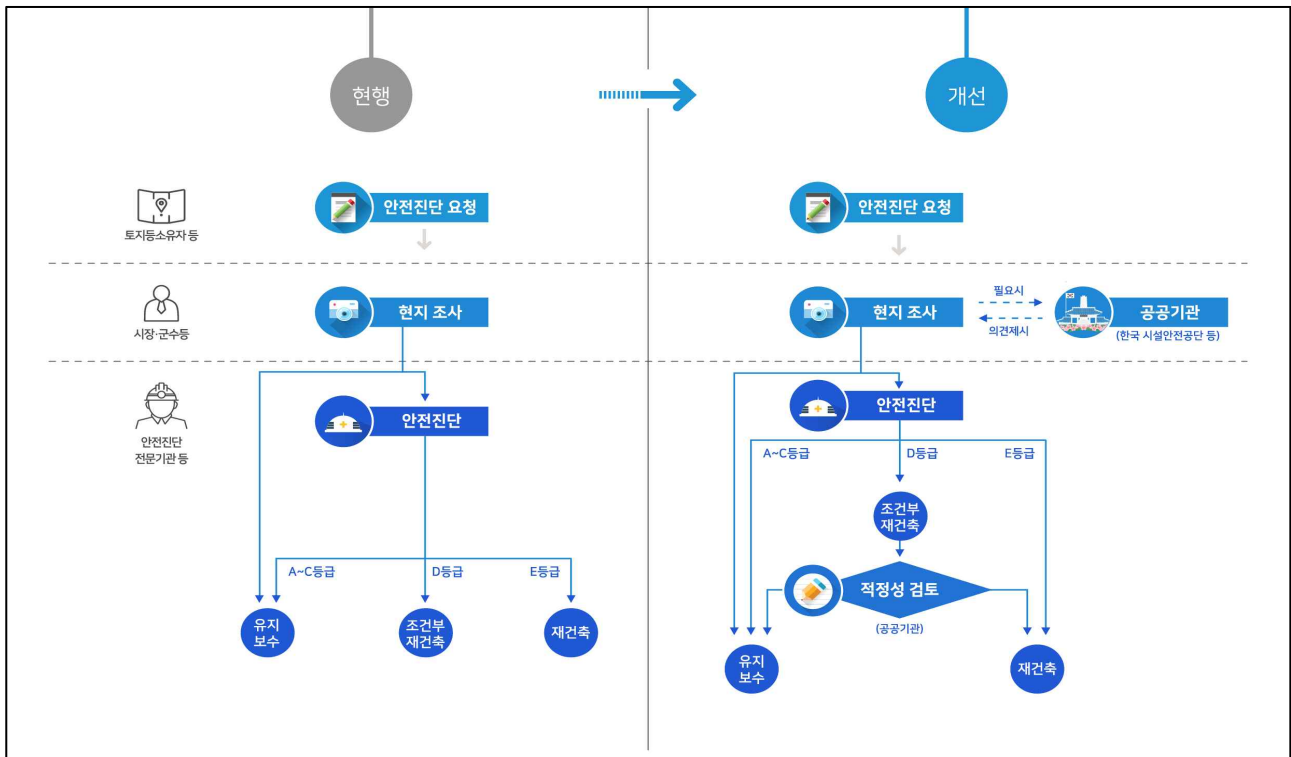 현행
개선
토지등소유자 등
안전진단 요청
안전진단 요청
시장·군수등
현지 조사
현지 조사
필요시
의견제시
공공기관
(한국 시설안전공단 등)
안전진단
전문기관 등
안전진단
A~C등급
D등급
E등급
유지
보수
조건부
재건축
재건축
안전진단
A~C등급
D등급
E등급
조건부
재건축
적정성 검토
(공공기관)
유지
보수
재건축